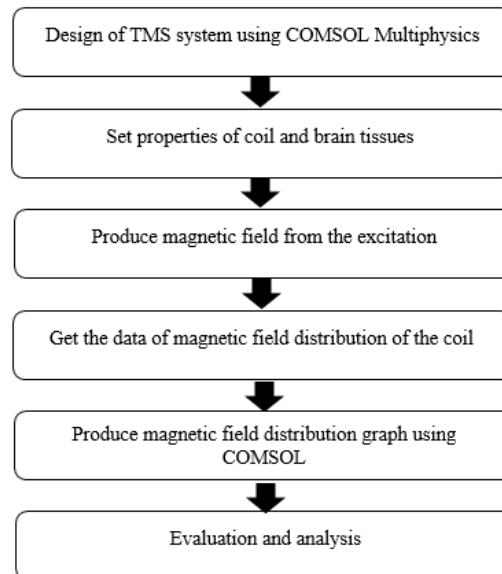 Design of TMS system using COMSOL Multiphysics
Set properties of coil and brain tissues
Produce magnetic field from the excitation
Get the data of magnetic field distribution of the coil
Produce magnetic field distribution graph using
COMSOL
Evaluation and analysis